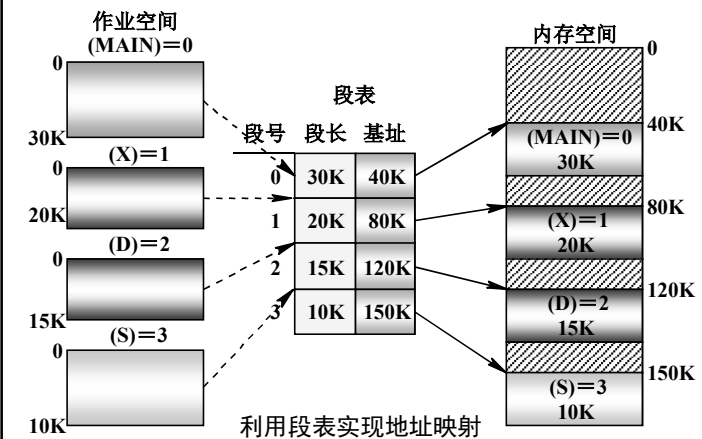 作业空间
(MAIN)=0
0
30K
(X)=1
0
20K
(D)=2
0
15K
(S)=3
0
10K
段表
段号 段长 基址
0 30K 40K
1 20K 80K
2 15K 120K
3 10K 150K
内存空间
0
40K
(MAIN)=0
30K
80K
(X)=1
20K
120K
(D)=2
15K
150K
(S)=3
10K
利用段表实现地址映射